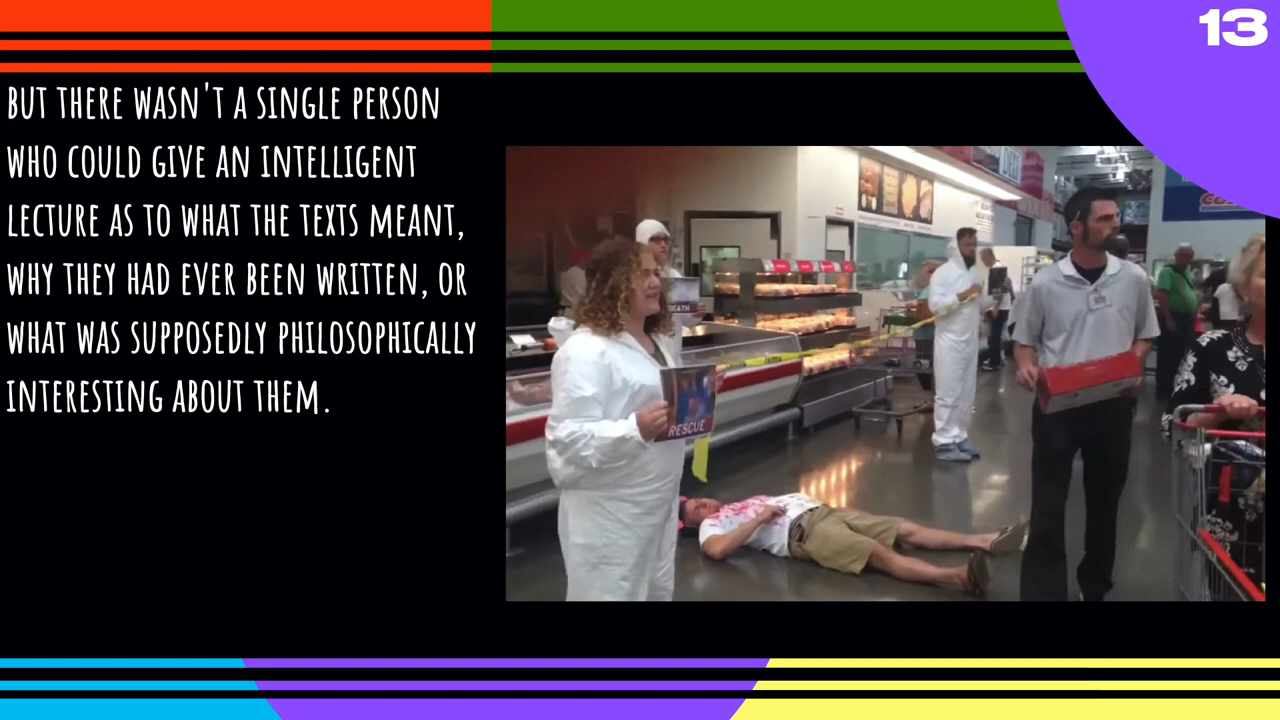 13
BUT THERE WASN'T A SINGLE PERSON
WHO COULD GIVE AN INTELLIGENT
LECTURE AS TO WHAT THE TEXTS MEANT,
WHY THEY HAD EVER BEEN WRITTEN, OR
WHAT WAS SUPPOSEDLY PHILOSOPHICALLY
INTERESTING ABOUT THEM.
RESCUE